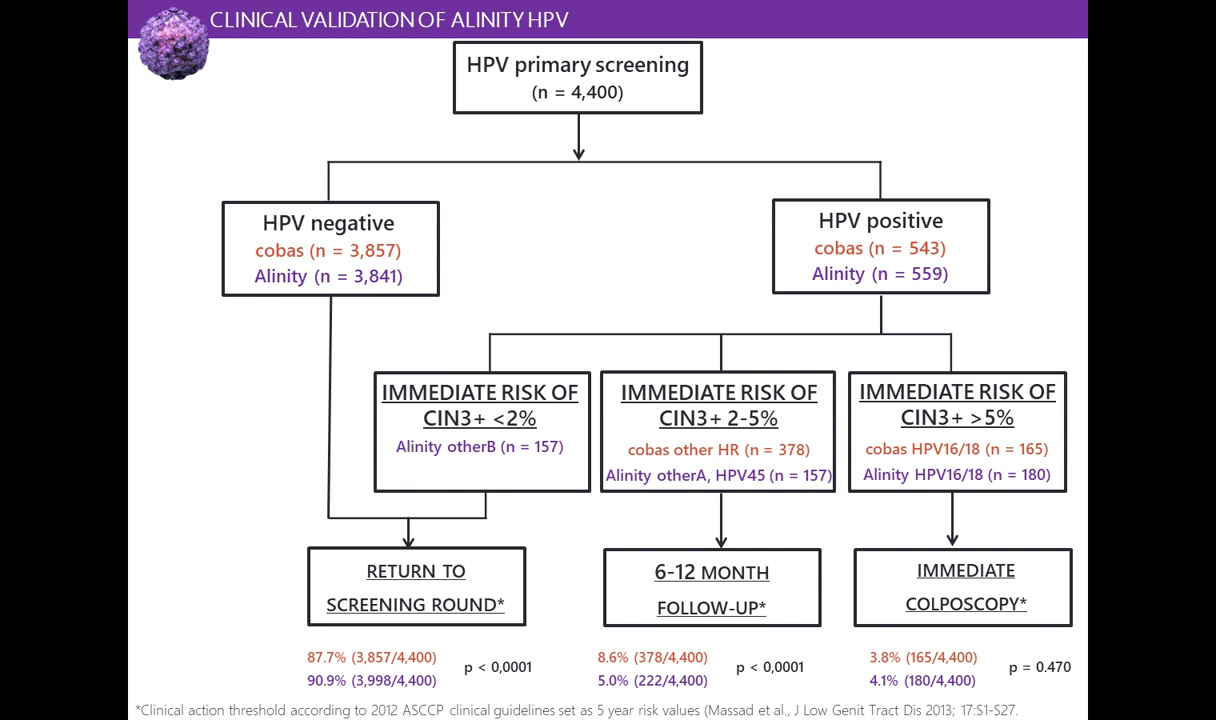 CLINICAL VALIDATION OF ALINITY HPV
HPV primary screening
(n = 4,400)
HPV negative
cobas (n = 3,857)
Alinity (n = 3,841)
HPV positive
cobas (n = 543)
Alinity (n = 559)
IMMEDIATE RISK OF
CIN3+ <2%
Alinity otherB (n = 157)
IMMEDIATE RISK OF
CIN3+ 2-5%
cobas other HR (n = 378)
Alinity otherA, HPV45 (n = 157)
IMMEDIATE RISK OF
CIN3+ >5%
cobas HPV16/18 (n = 165)
Alinity HPV16/18 (n = 180)
RETURN TO
SCREENING ROUND*
6-12 MONTH
FOLLOW-UP*
IMMEDIATE
COLPOSCOPY*
87.7% (3,857/4,400)
90.9% (3,998/4,400)
p < 0,0001
8.6% (378/4,400)
5.0% (222/4,400)
p < 0,0001
3.8% (165/4,400)
4.1% (180/4,400)
p = 0.470
*Clinical action threshold according to 2012 ASCCP clinical guidelines set as 5 year risk values (Massad et al., J Low Genit Tract Dis 2013; 17:S1-S27.